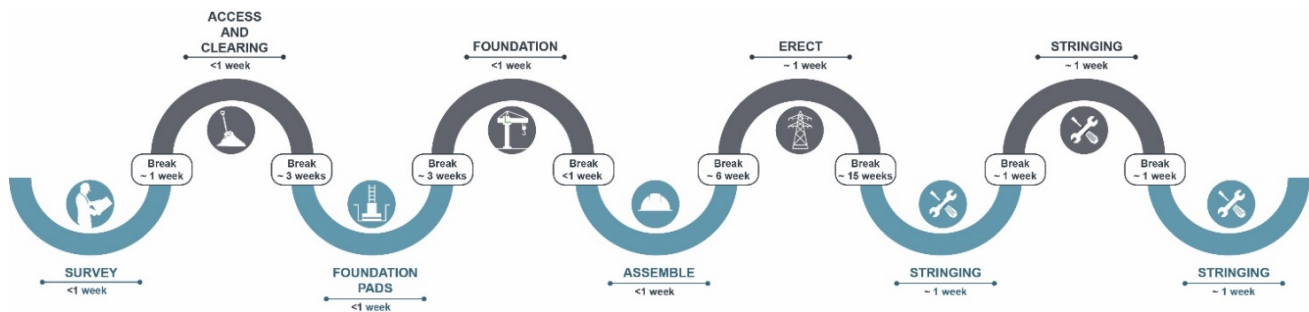 ACCESS
AND
CLEARING
<1 week
FOUNDATION
<1 week
ERECT
~ 1 week
STRINGING
~ 1 week
Break
~ 1 week
Break
~ 3 weeks
Break
~ 3 weeks
Break
<1 week
Break
~ 6 week
Break
~ 15 weeks
Break
~ 1 week
Break
~ 1 week
SURVEY
<1 week
FOUNDATION
PADS
<1 week
ASSEMBLE
<1 week
STRINGING
~ 1 week
STRINGING
~ 1 week